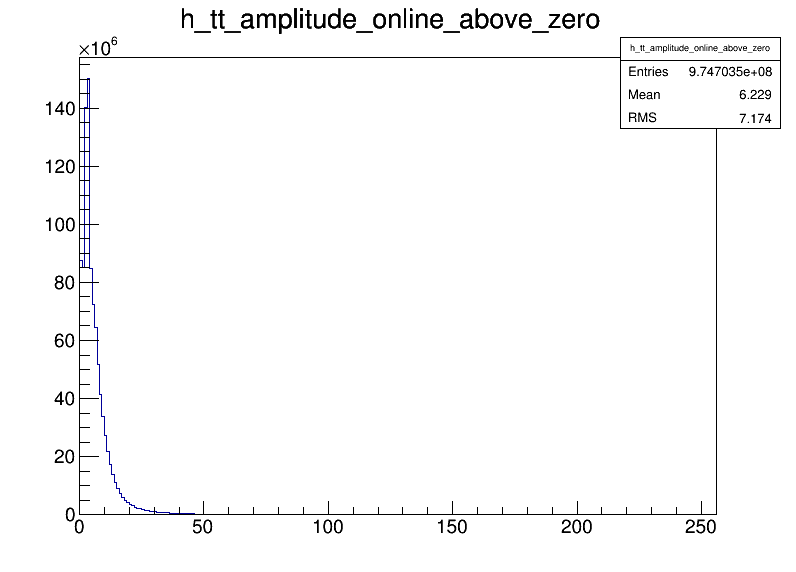 h_tt_amplitude_online_above_zero
×10⁶
h_tt_amplitude_online_above_zero
Entries 9.747035e+08
Mean 6.229
RMS 7.174
140
120
100
80
60
40
20
0
0 50 100 150 200 250